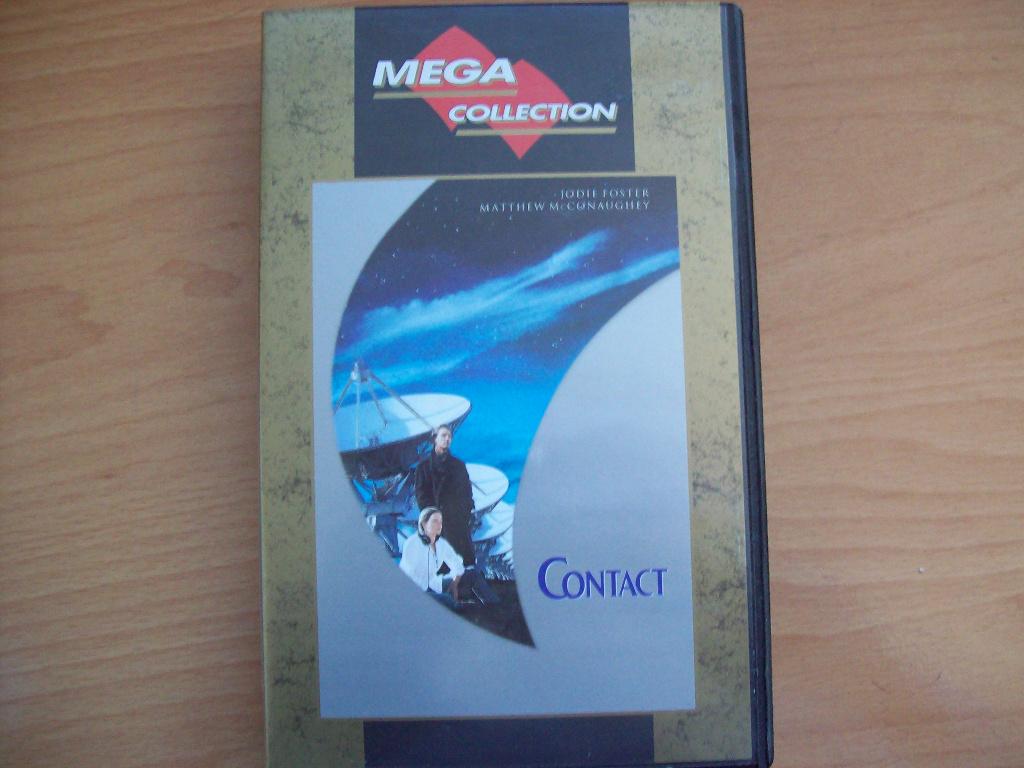 MEGA
COLLECTION
JODIE FOSTER
MATTHEW McCONAUGHEY
CONTACT